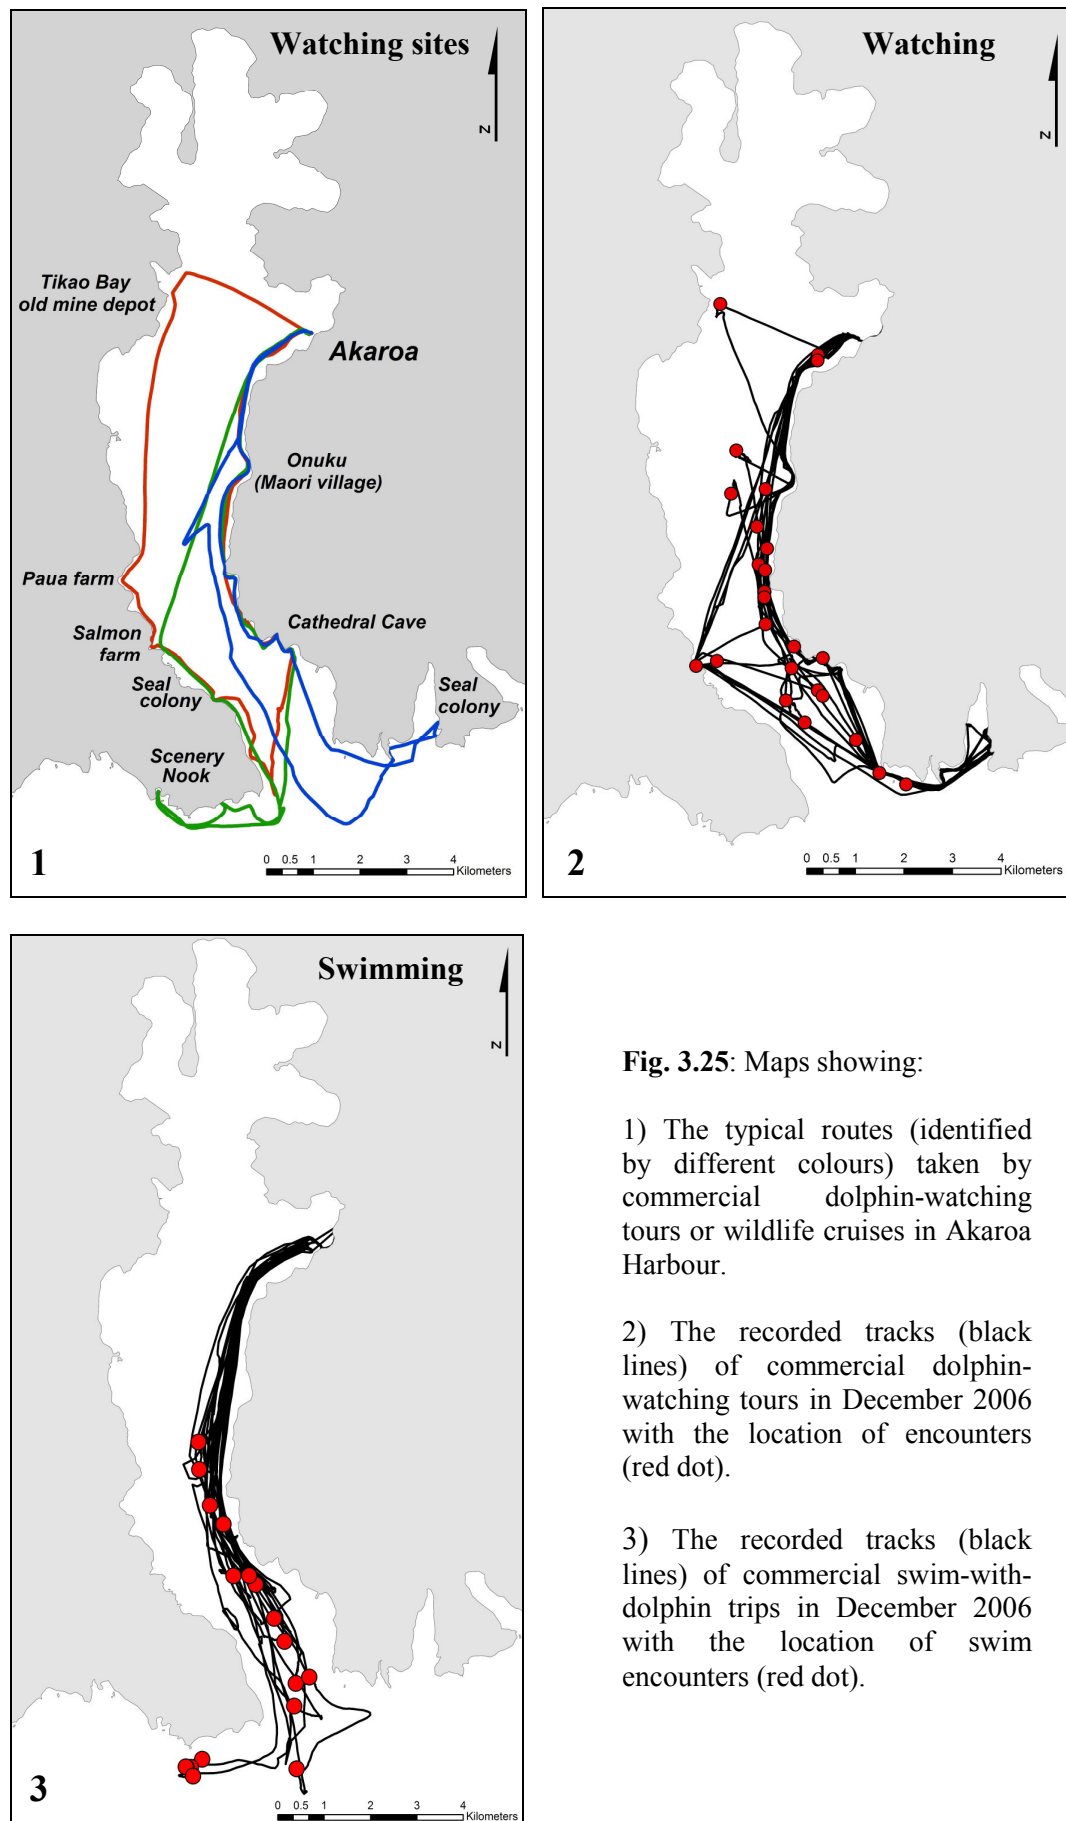 Watching sites
N
Tikao Bay
old mine depot
Akaroa
Onuku
(Maori village)
Paua farm
Salmon
farm
Cathedral Cave
Seal
colony
Seal
colony
Scenery
Nook
1
0 0.5 1 2 3 4
Kilometers
Watching
N
2
0 0.5 1 2 3 4
Kilometers
Swimming
N
3
0 0.5 1 2 3 4
Kilometers
Fig. 3.25: Maps showing:
1) The typical routes (identified
by different colours) taken by
commercial dolphin-watching
tours or wildlife cruises in Akaroa
Harbour.
2) The recorded tracks (black
lines) of commercial dolphin-
watching tours in December 2006
with the location of encounters
(red dot).
3) The recorded tracks (black
lines) of commercial swim-with-
dolphin trips in December 2006
with the location of swim
encounters (red dot).